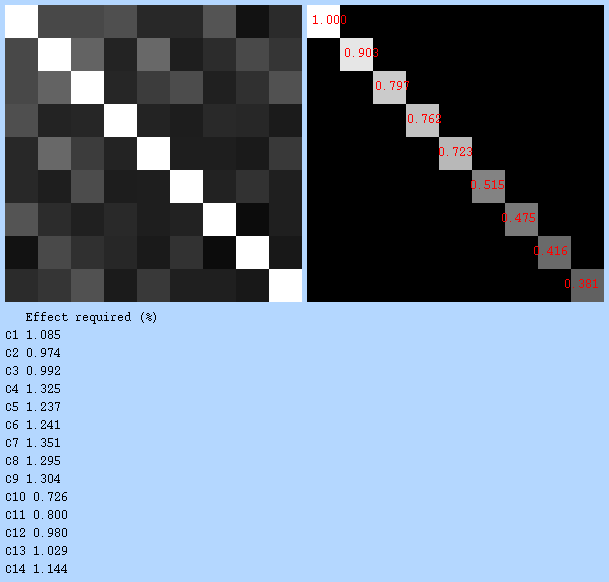 1.000
0.903
0.797
0.762
0.723
0.515
0.475
0.416
0.381
Effect required (%)
C1 1.085
C2 0.974
C3 0.992
C4 1.325
C5 1.237
C6 1.241
C7 1.351
C8 1.295
C9 1.304
C10 0.726
C11 0.800
C12 0.980
C13 1.029
C14 1.144